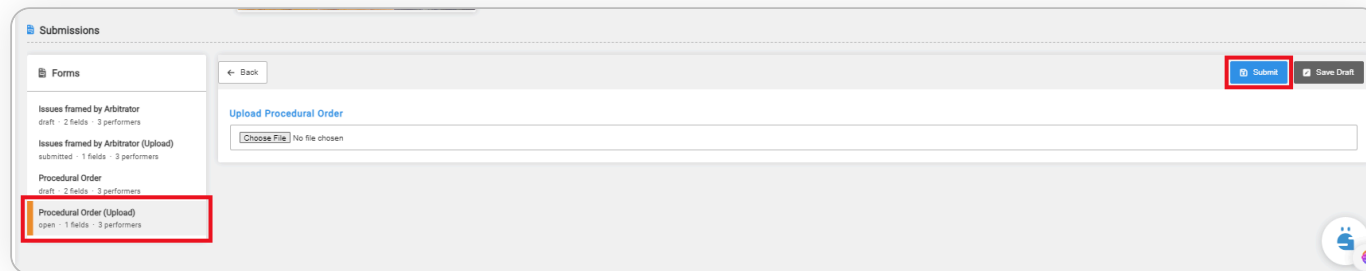 Submissions
Forms
Issues framed by Arbitrator
draft · 2 fields · 3 performers
Issues framed by Arbitrator (Upload)
submitted · 1 fields · 3 performers
Procedural Order
draft · 2 fields · 3 performers
Procedural Order (Upload)
open · 1 fields · 3 performers
← Back
Submit
Save Draft
Upload Procedural Order
Choose File No file chosen